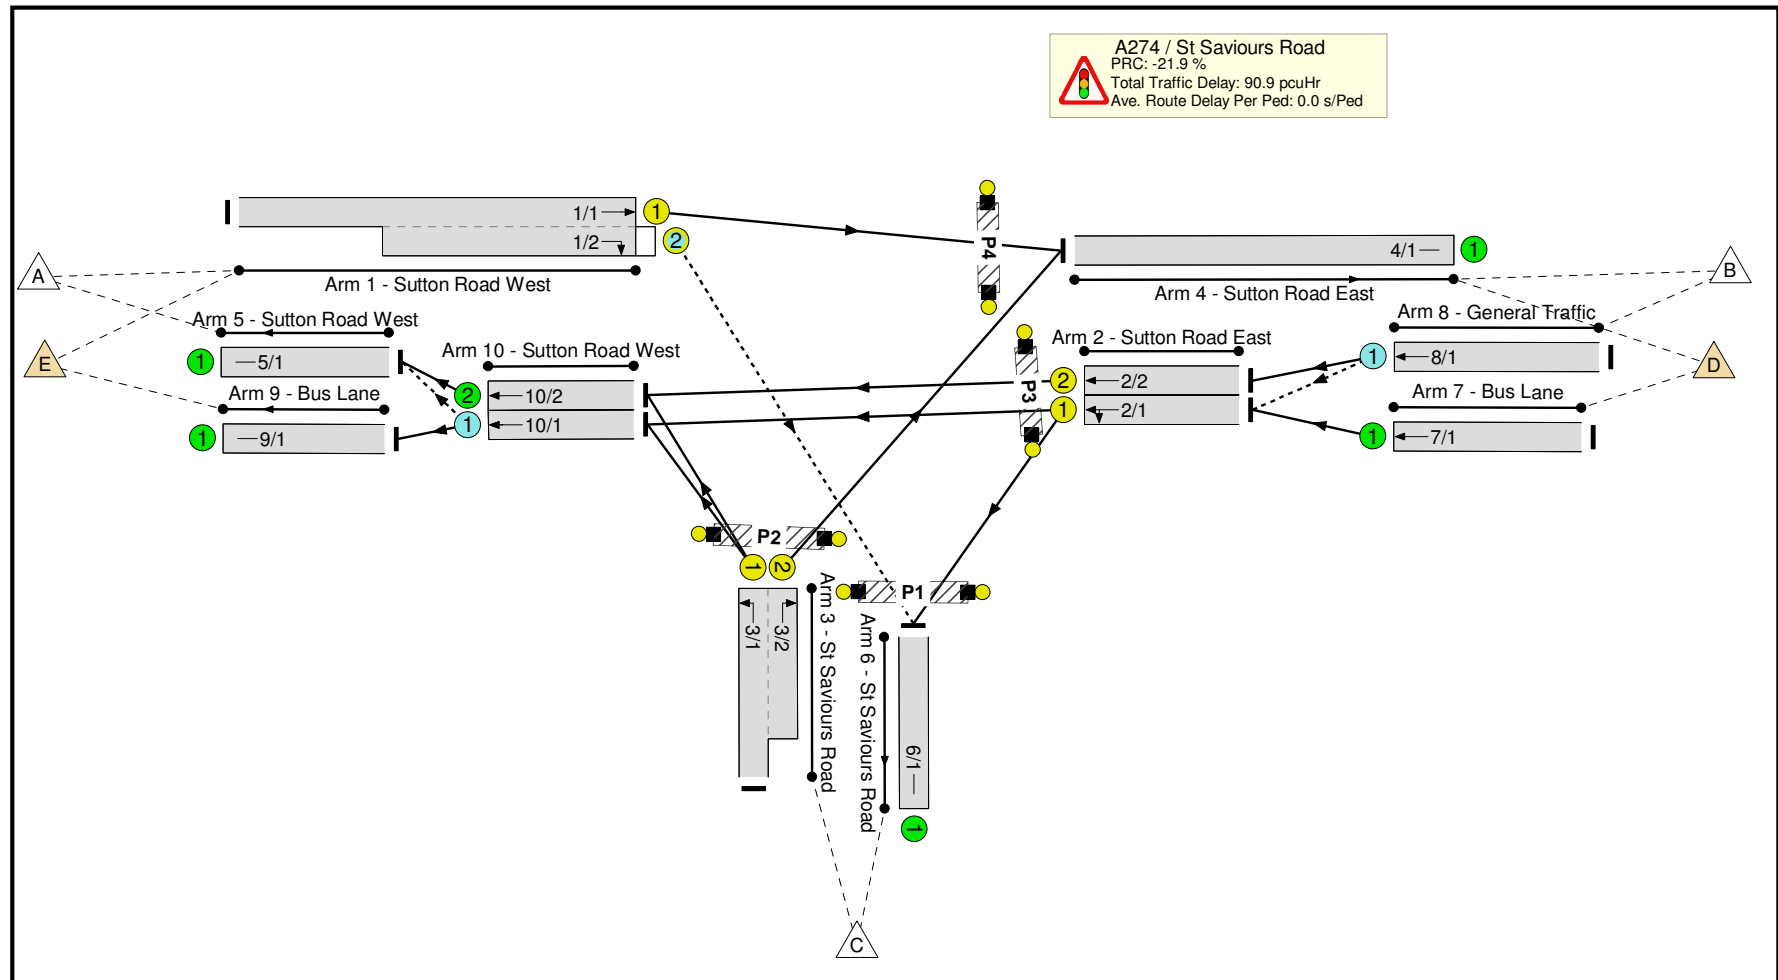 A274 / St Saviours Road
PRC: -21.9 %
Total Traffic Delay: 90.9 pcuHr
Ave. Route Delay Per Ped: 0.0 s/Ped
1/1
1
1/2
2
P4
4/1
1
A
Arm 1 - Sutton Road West
Arm 4 - Sutton Road East
B
Arm 5 - Sutton Road West
Arm 8 - General Traffic
1
5/1
Arm 10 - Sutton Road West
Arm 2 - Sutton Road East
1
8/1
E
D
Arm 9 - Bus Lane
2
10/2
P3
2
2/2
Arm 7 - Bus Lane
1
9/1
1
10/1
1
2/1
1
7/1
P2
1
2
P1
3/1
3/2
Arm 3 - St Saviours Road
Arm 6 - St Saviours Road
6/1
1
C